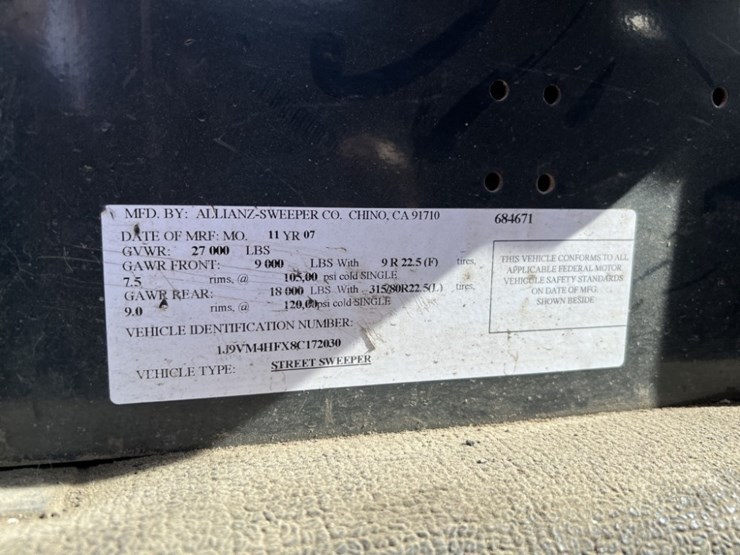 MFD. BY: ALLIANZ-SWEEPER CO. CHINO, CA 91710 684671
DATE OF MRF: MO. 11 YR 07
GVWR: 27 000 LBS
GAWR FRONT: 9 000 LBS With 9 R 22.5 (F) tires,
7.5 rims, @ 105,00 psi cold SINGLE
GAWR REAR: 18 000 LBS With 315/80R22.5(L) tires,
9.0 rims, @ 120,00psi cold SINGLE
VEHICLE IDENTIFICATION NUMBER:
1J9VM4HFX8C172030
VEHICLE TYPE: STREET SWEEPER
THIS VEHICLE CONFORMS TO ALL
APPLICABLE FEDERAL MOTOR
VEHICGLE SAFETY STANDARDS
ON DATE OF MFG
SHOWN BESIDE